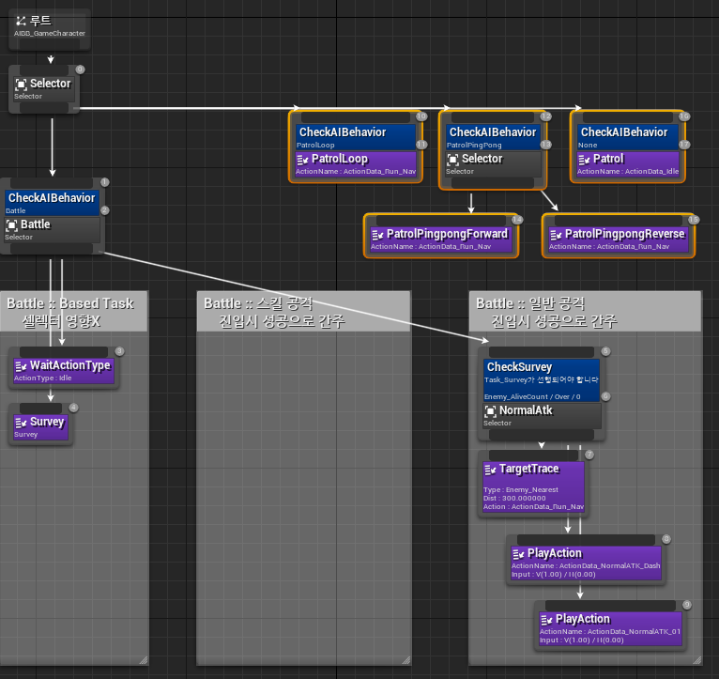 루트
AIBB_GameCharacter
Selector
Selector
CheckAIBehavior
PatrolLoop
PatrolLoop
ActionName : ActionData_Run_Nav
CheckAIBehavior
PatrolPingPong
Selector
Selector
CheckAIBehavior
None
Patrol
ActionName : ActionData_Idle
PatrolPingpongForward
ActionName : ActionData_Run_Nav
PatrolPingpongReverse
ActionName : ActionData_Run_Nav
CheckAIBehavior
Battle
Battle
Selector
Battle :: Based Task
셀렉터 영향X
WaitActionType
ActionType : Idle
Survey
Survey
Battle :: 스킬 공격
진입시 성공으로 간주
Battle :: 일반 공격
진입시 성공으로 간주
CheckSurvey
Task_Survey가 선행되어야 합니다
Enemy_AliveCount / Over / 0
NormalAtk
Selector
TargetTrace
Type : Enemy_Nearest
Dist : 300.000000
Action : ActionData_Run_Nav
PlayAction
ActionName : ActionData_NormalATK_Dash
Input : V(1.00) / H(0.00)
PlayAction
ActionName : ActionData_NormalATK_01
Input : V(1.00) / H(0.00)